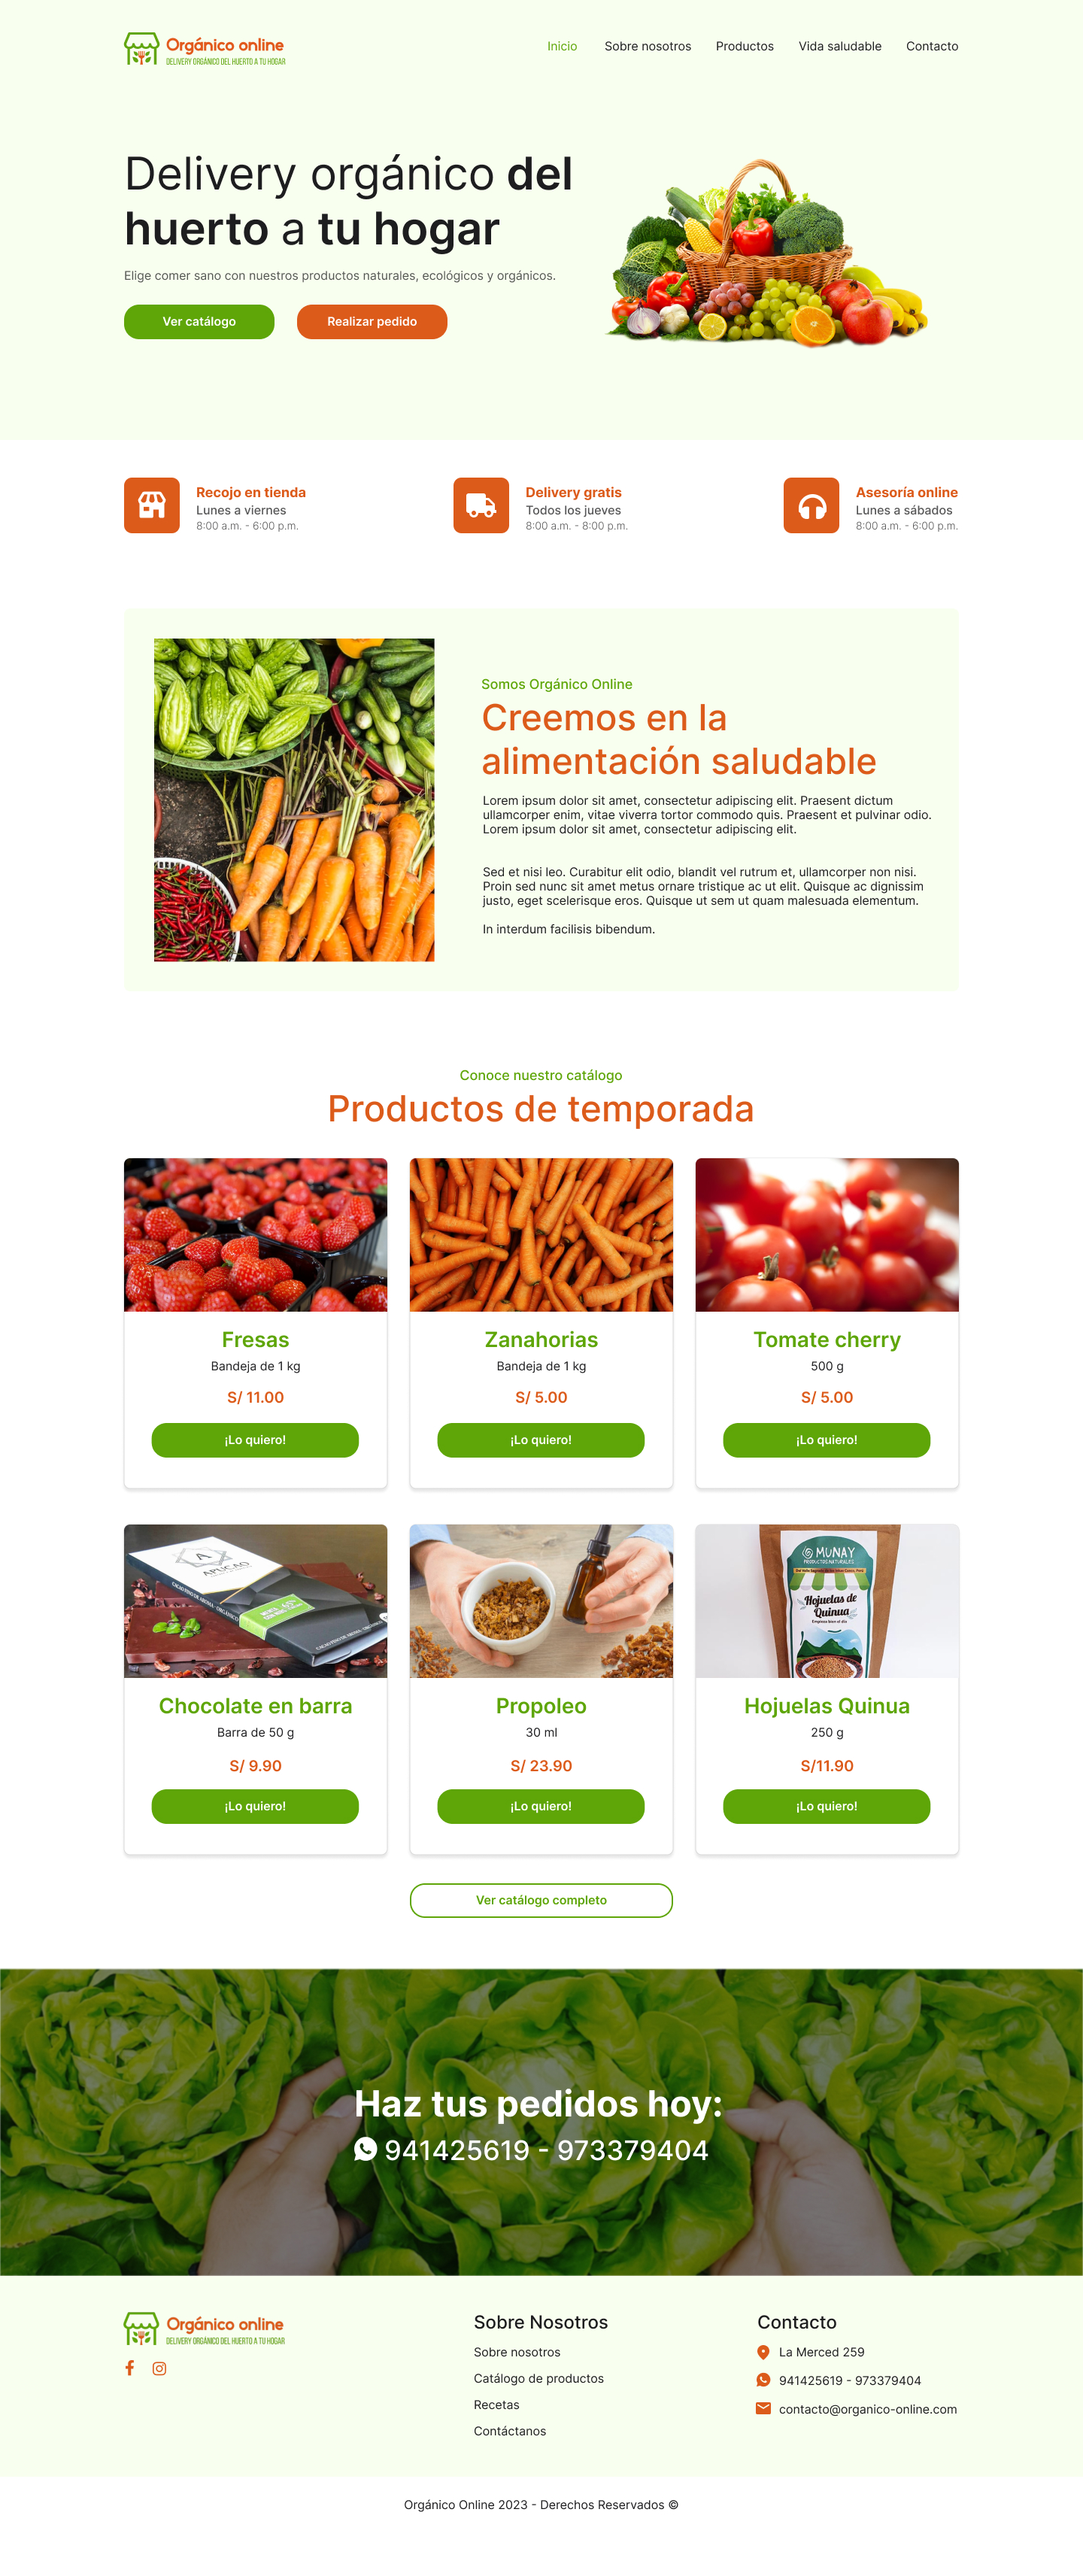 Orgánico online
DELIVERY ORGÁNICO DEL HUERTO A TU HOGAR
Inicio
Sobre nosotros
Productos
Vida saludable
Contacto
Delivery orgánico del
huerto a tu hogar
Elige comer sano con nuestros productos naturales, ecológicos y orgánicos.
Ver catálogo
Realizar pedido
Recojo en tienda
Lunes a viernes
8:00 a.m. - 6:00 p.m.
Delivery gratis
Todos los jueves
8:00 a.m. - 8:00 p.m.
Asesoría online
Lunes a sábados
8:00 a.m. - 6:00 p.m.
Somos Orgánico Online
Creemos en la
alimentación saludable
Lorem ipsum dolor sit amet, consectetur adipiscing elit. Praesent dictum
ullamcorper enim, vitae viverra tortor commodo quis. Praesent et pulvinar odio.
Lorem ipsum dolor sit amet, consectetur adipiscing elit.
Sed et nisi leo. Curabitur elit odio, blandit vel rutrum et, ullamcorper non nisi.
Proin sed nunc sit amet metus ornare tristique ac ut elit. Quisque ac dignissim
justo, eget scelerisque eros. Quisque ut sem ut quam malesuada elementum.
In interdum facilisis bibendum.
Conoce nuestro catálogo
Productos de temporada
Fresas
Bandeja de 1 kg
S/ 11.00
¡Lo quiero!
Zanahorias
Bandeja de 1 kg
S/ 5.00
¡Lo quiero!
Tomate cherry
500 g
S/ 5.00
¡Lo quiero!
Chocolate en barra
Barra de 50 g
S/ 9.90
¡Lo quiero!
Propoleo
30 ml
S/ 23.90
¡Lo quiero!
MUNAY
PRODUCTOS NATURALES
Hojuelas de
Quinua
Hojuelas Quinua
250 g
S/11.90
¡Lo quiero!
Ver catálogo completo
Haz tus pedidos hoy:
941425619 - 973379404
Orgánico online
DELIVERY ORGÁNICO DEL HUERTO A TU HOGAR
Sobre Nosotros
Sobre nosotros
Catálogo de productos
Recetas
Contáctanos
Contacto
La Merced 259
941425619 - 973379404
contacto@organico-online.com
Orgánico Online 2023 - Derechos Reservados ©